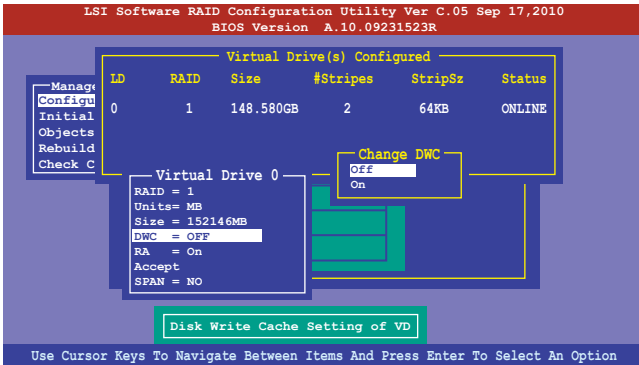 LSI Software RAID Configuration Utility Ver C.05 Sep 17,2010
BIOS Version A.10.09231523R
Virtual Drive(s) Configured
LD RAID Size #Stripes StripSz Status
0 1 148.580GB 2 64KB ONLINE
Manage
Configu
Initial
Objects
Rebuild
Check C
Change DWC
Off
On
Virtual Drive 0
RAID = 1
Units= MB
Size = 152146MB
DWC = OFF
RA = On
Accept
SPAN = NO
Disk Write Cache Setting of VD
Use Cursor Keys To Navigate Between Items And Press Enter To Select An Option